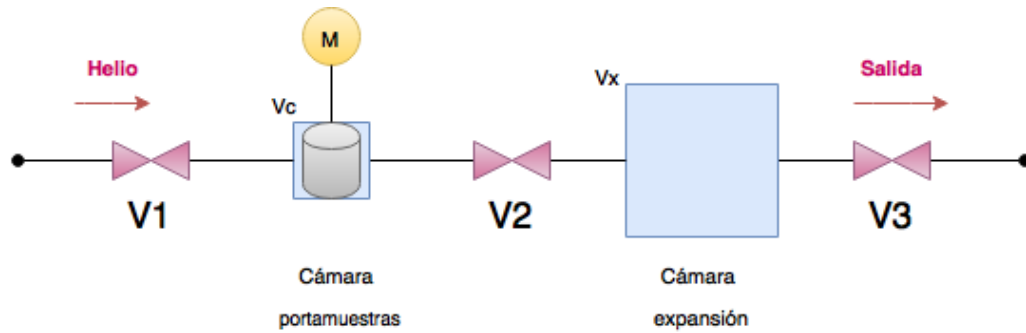 M
Helio
Salida
Vc
Vx
V1
V2
V3
Cámara
portamuestras
Cámara
expansión